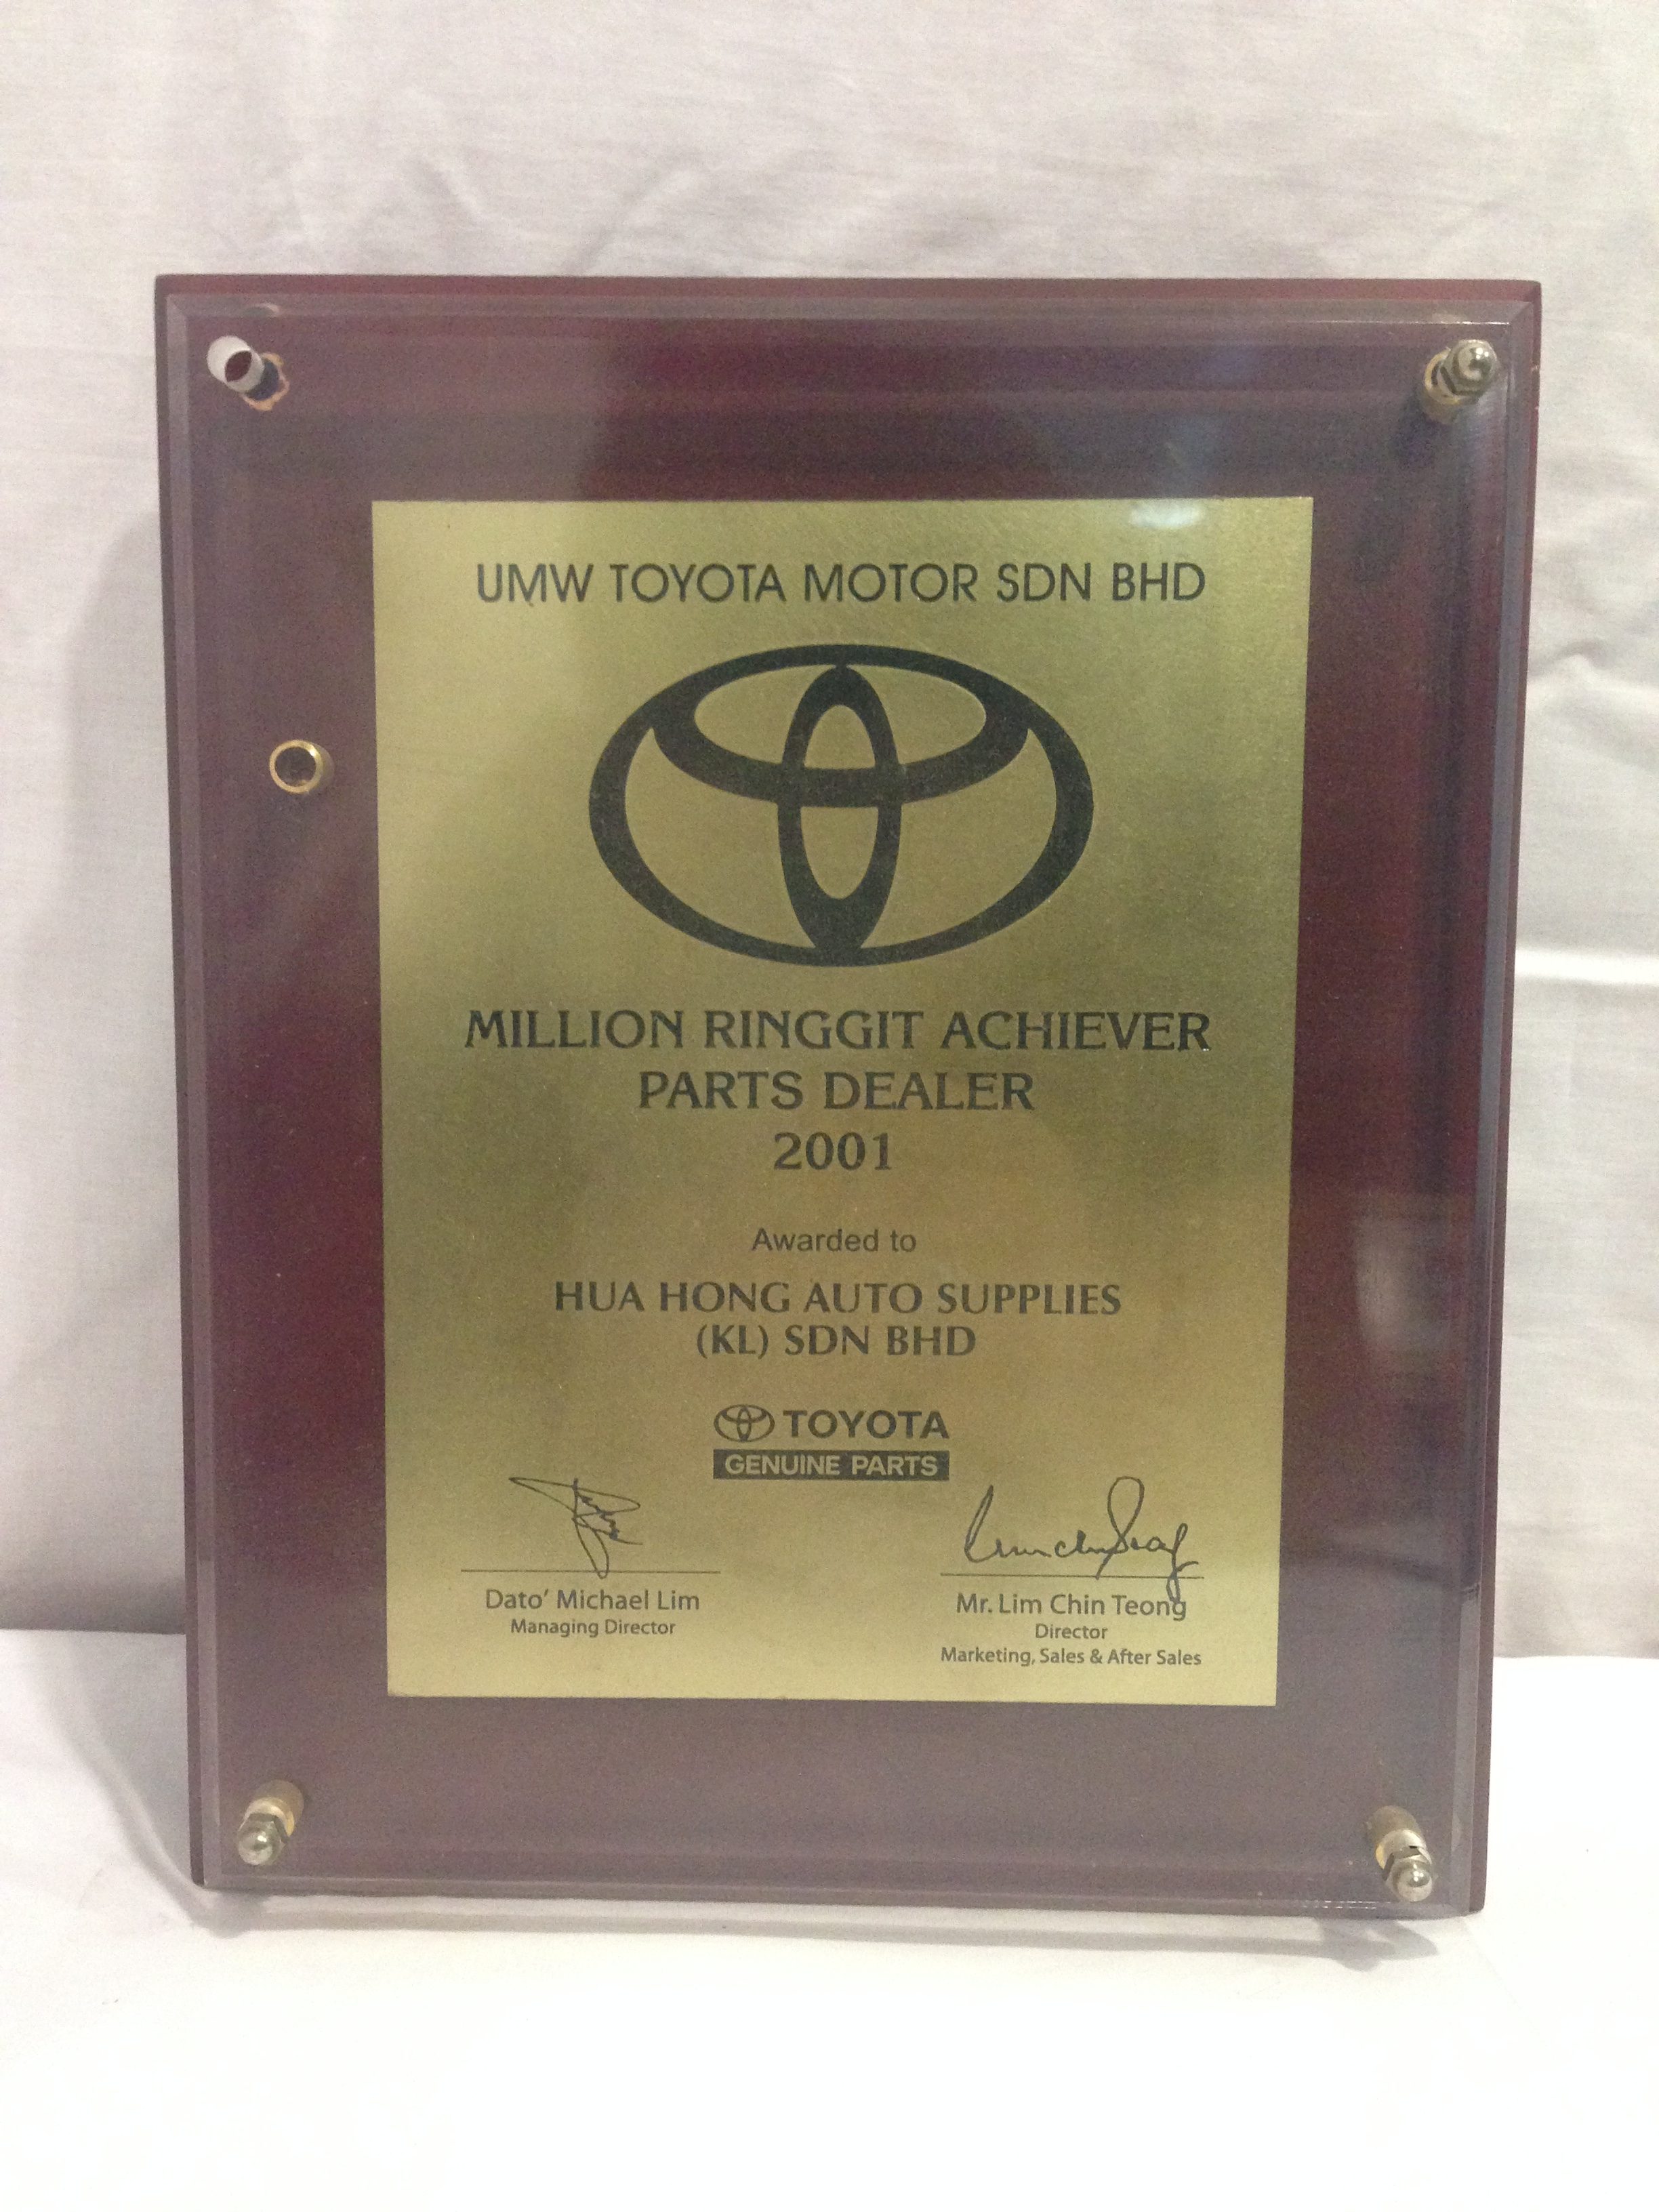 UMW TOYOTA MOTOR SDN BHD
MILLION RINGGIT ACHIEVER
PARTS DEALER
2001
Awarded to
HUA HONG AUTO SUPPLIES
(KL) SDN BHD
TOYOTA
GENUINE PARTS
Dato' Michael Lim
Managing Director
Mr. Lim Chin Teong
Director
Marketing, Sales & After Sales